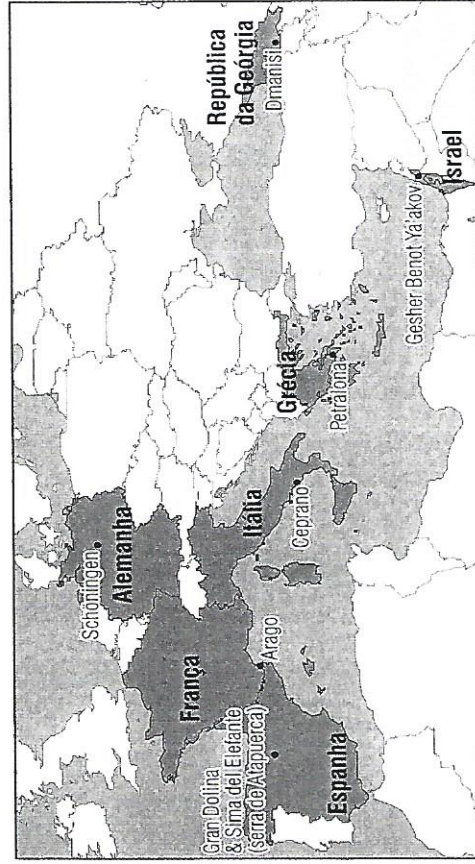 Schöningen
Alemanha
França
Gran Dolina
& Sima del Elefante
(serra de Atapuerca)
Arago
Espanha
Itália
Ceprano
Grécia
Petralona
República
da Geórgia
Dmanisi
Gesher Benot Ya'akov
Israel